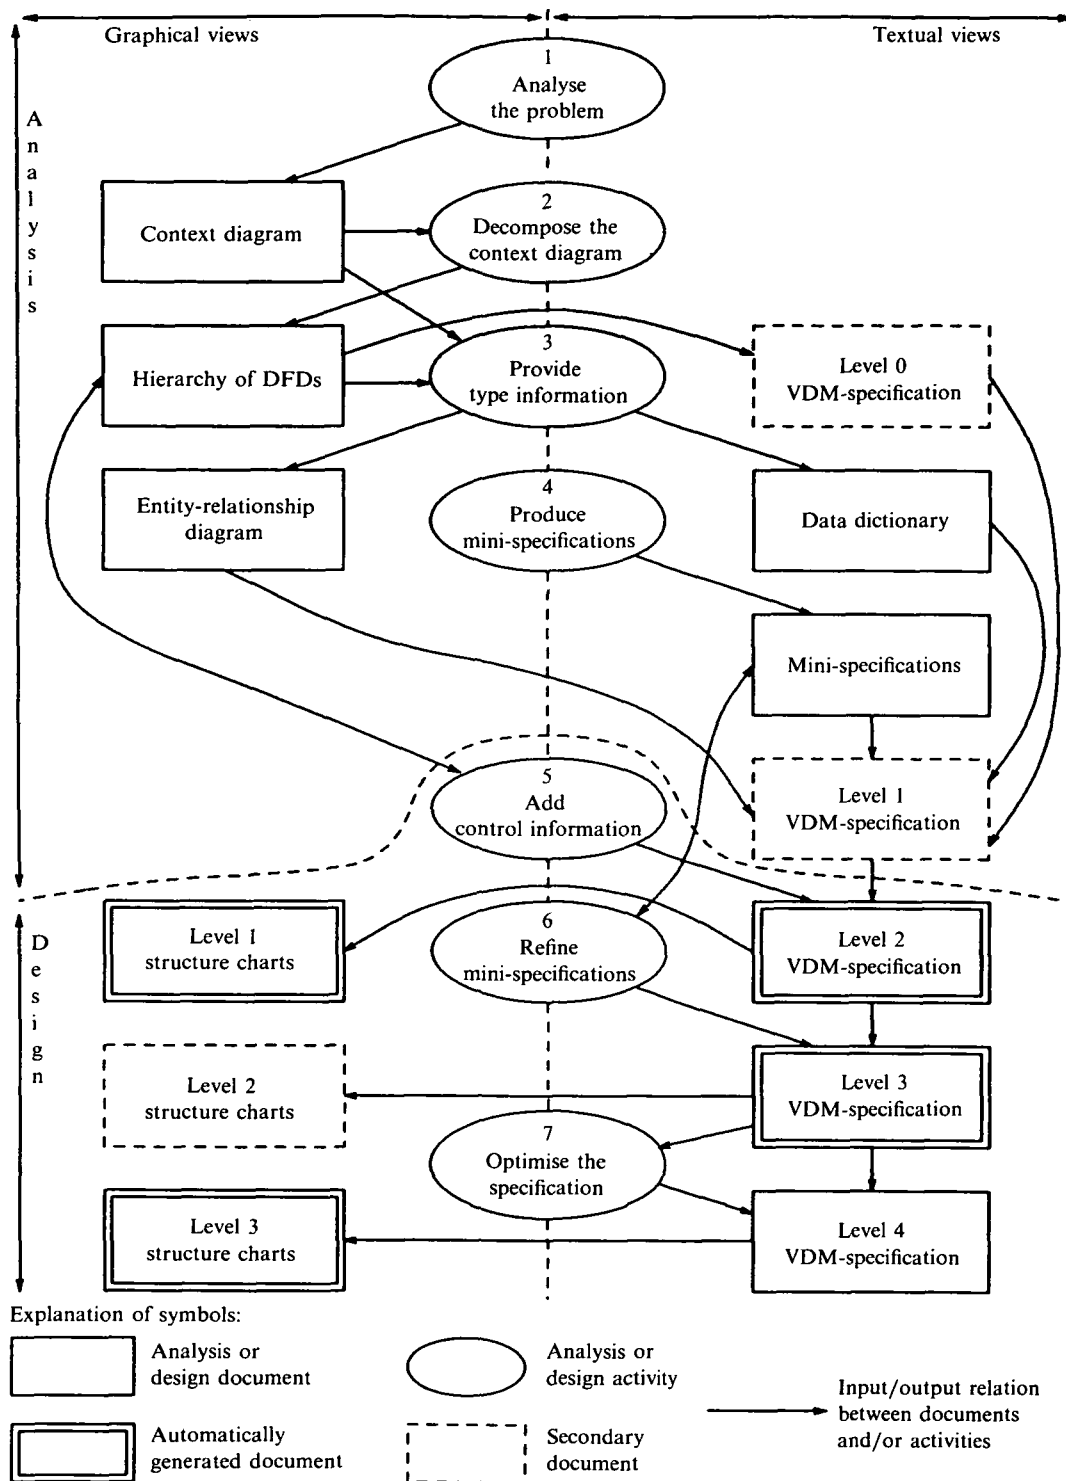 Graphical views
Textual views
Analysis
1
Analyse
the problem
Context diagram
2
Decompose the
context diagram
Hierarchy of DFDs
3
Provide
type information
Level 0
VDM-specification
Entity-relationship
diagram
4
Produce
mini-specifications
Data dictionary
Mini-specifications
5
Add
control information
Level 1
VDM-specification
Design
Level 1
structure charts
6
Refine
mini-specifications
Level 2
VDM-specification
Level 2
structure charts
Level 3
VDM-specification
7
Optimise the
specification
Level 3
structure charts
Level 4
VDM-specification
Explanation of symbols:
Analysis or
design document
Analysis or
design activity
Input/output relation
between documents
and/or activities
Automatically
generated document
Secondary
document